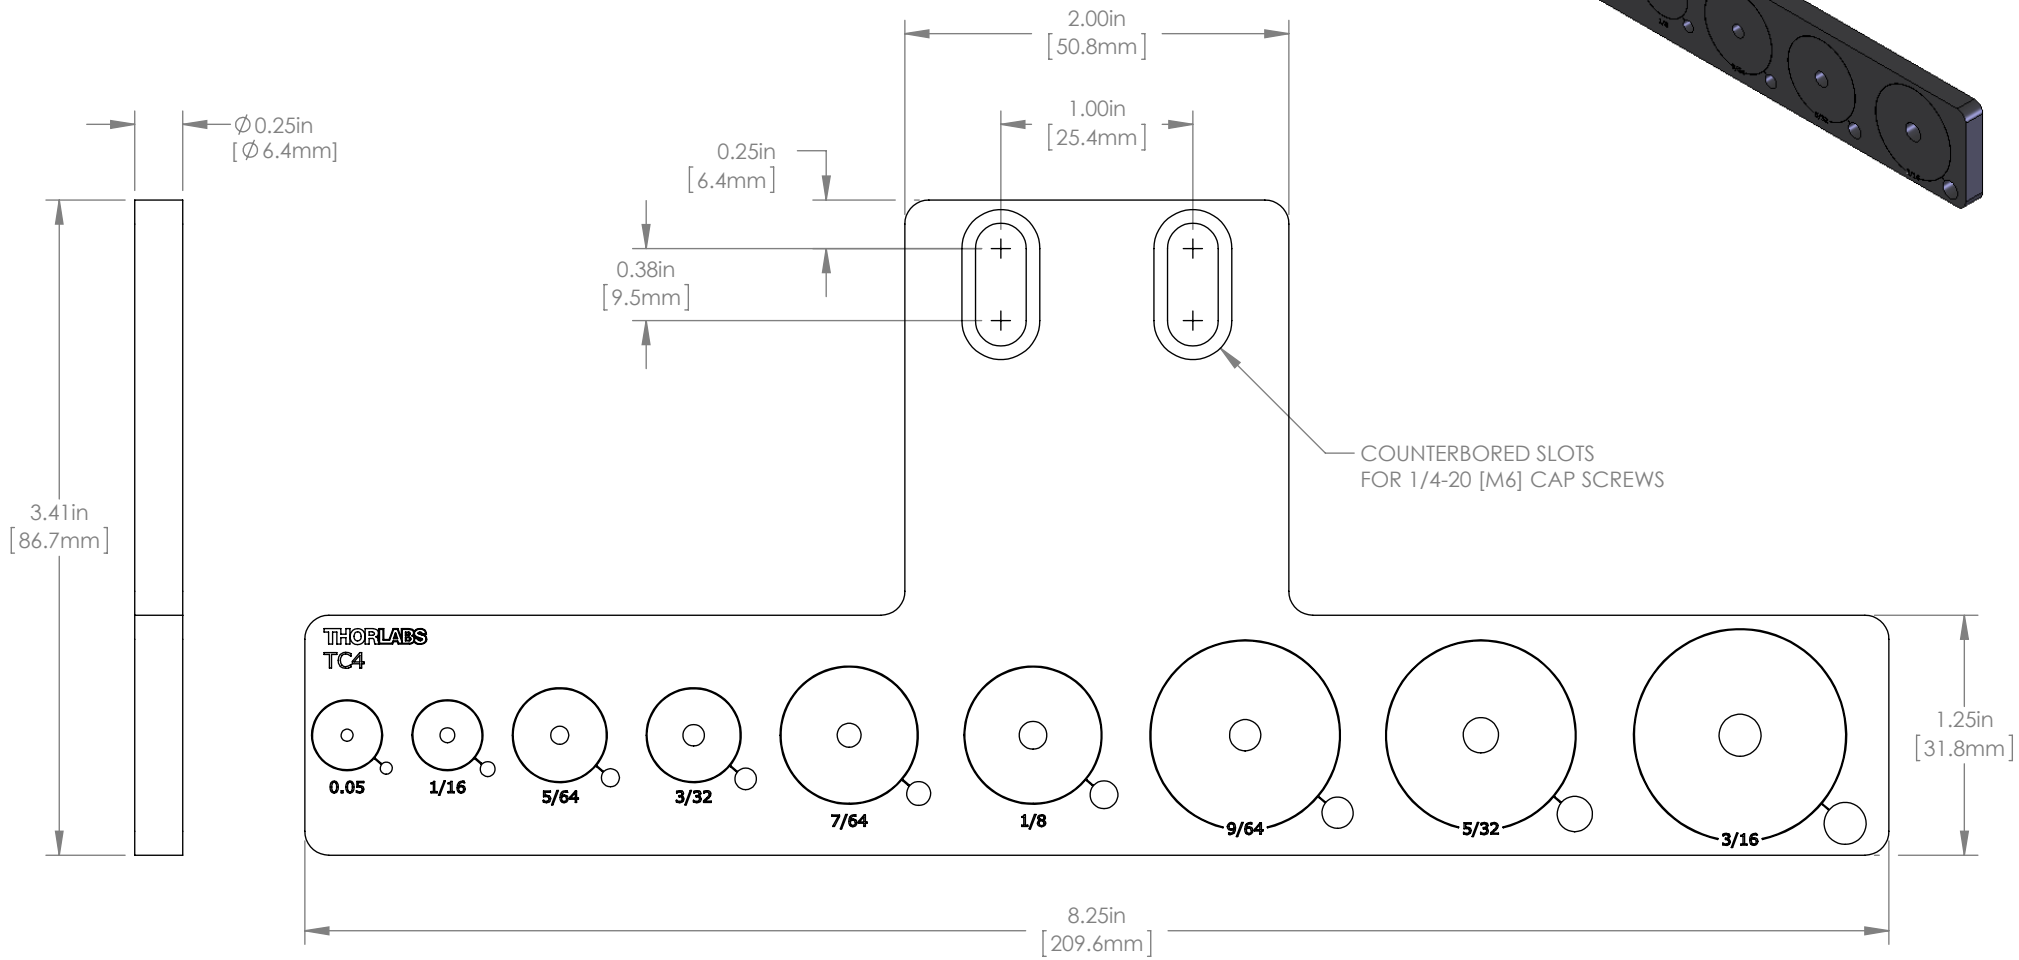 2.00in
[50.8mm]
1.00in
[25.4mm]
Ø0.25in
[Ø6.4mm]
0.25in
[6.4mm]
0.38in
[9.5mm]
COUNTERBORED SLOTS
FOR 1/4-20 [M6] CAP SCREWS
3.41in
[86.7mm]
THORLABS
TC4
0.05
1/16
5/64
3/32
7/64
1/8
9/64
5/32
3/16
1.25in
[31.8mm]
8.25in
[209.6mm]